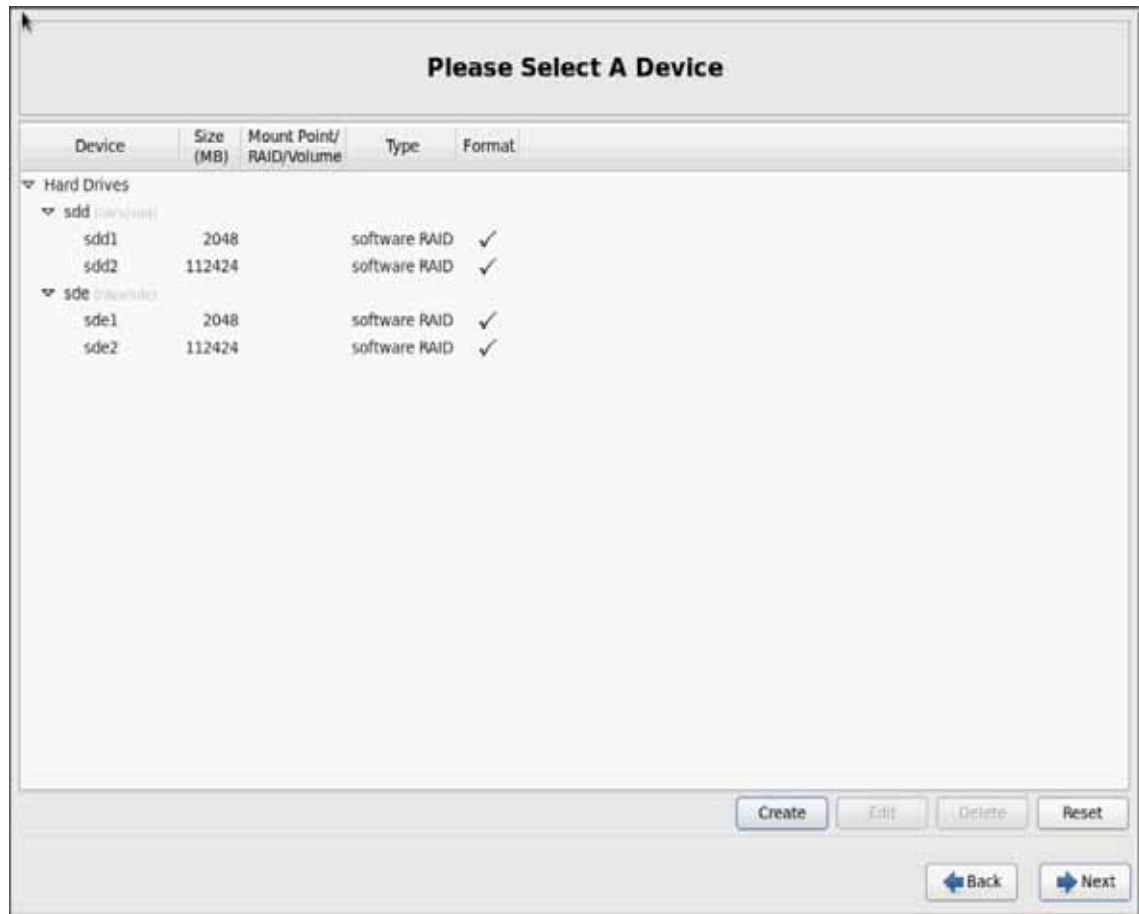 Please Select A Device
Device Size (MB) Mount Point/ RAID/Volume Type Format
Hard Drives
sdd
sdd1 2048 software RAID ✓
sdd2 112424 software RAID ✓
sde
sde1 2048 software RAID ✓
sde2 112424 software RAID ✓
Create Edit Delete Reset
Back Next